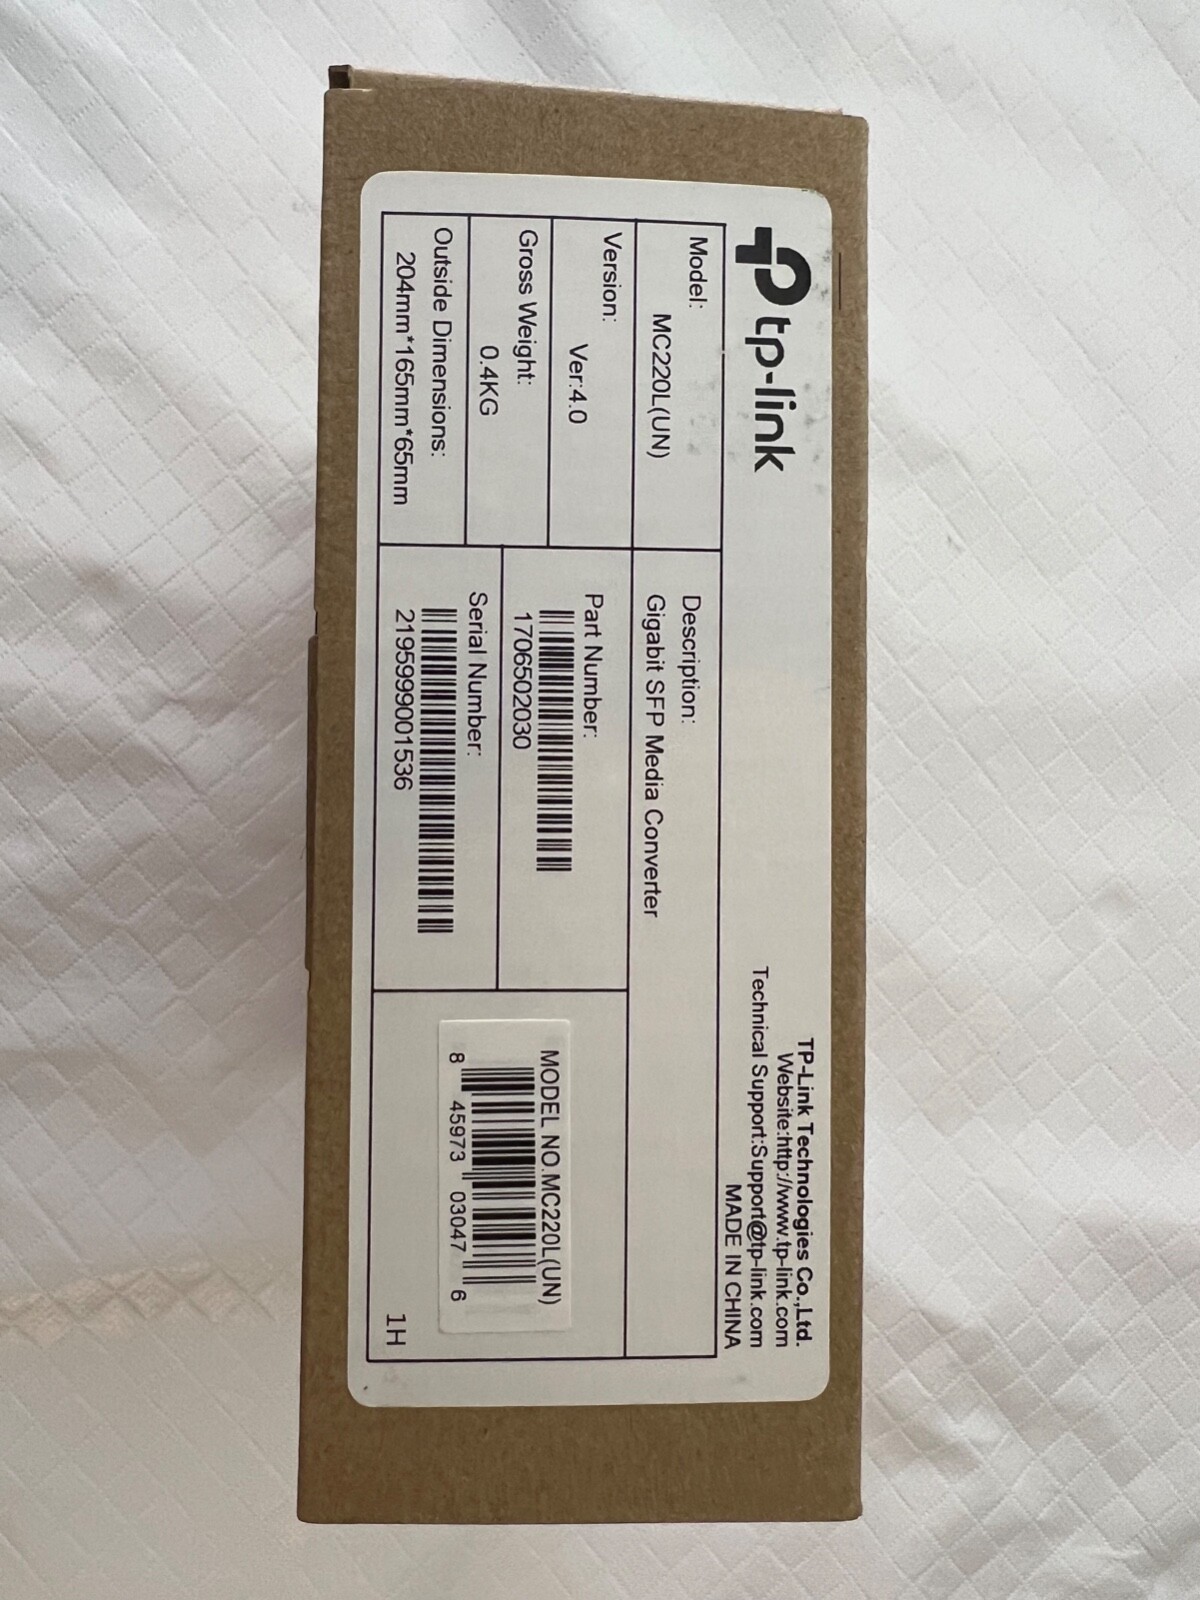 tp-link
TP-Link Technologies Co.,Ltd.
Website:http://www.tp-link.com
Technical Support:Support@tp-link.com
MADE IN CHINA
Model:
MC220L(UN)
Description:
Gigabit SFP Media Converter
Version:
Ver:4.0
Gross Weight:
0.4KG
Outside Dimensions:
204mm*165mm*65mm
Part Number:
1706502030
Serial Number:
2195999001536
MODEL NO.MC220L(UN)
8 45973 03047 6
1H